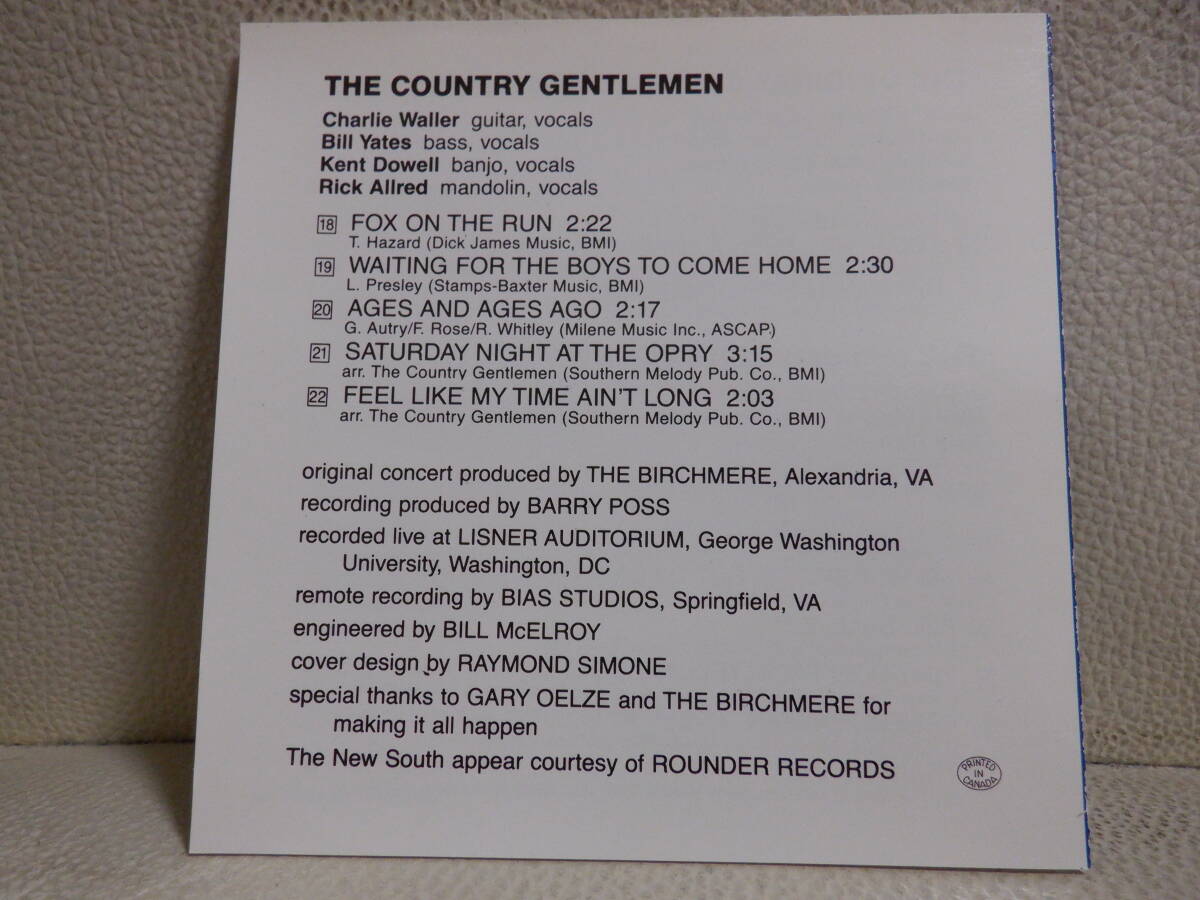 THE COUNTRY GENTLEMEN
Charlie Waller guitar, vocals
Bill Yates bass, vocals
Kent Dowell banjo, vocals
Rick Allred mandolin, vocals
18 FOX ON THE RUN 2:22
T. Hazard (Dick James Music, BMI)
19 WAITING FOR THE BOYS TO COME HOME 2:30
L. Presley (Stamps-Baxter Music, BMI)
20 AGES AND AGES AGO 2:17
G. Autry/F. Rose/R. Whitley (Milene Music Inc., ASCAP.)
21 SATURDAY NIGHT AT THE OPRY 3:15
arr. The Country Gentlemen (Southern Melody Pub. Co., BMI)
22 FEEL LIKE MY TIME AIN'T LONG 2:03
arr. The Country Gentlemen (Southern Melody Pub. Co., BMI)
original concert produced by THE BIRCHMERE, Alexandria, VA
recording produced by BARRY POSS
recorded live at LISNER AUDITORIUM, George Washington
University, Washington, DC
remote recording by BIAS STUDIOS, Springfield, VA
engineered by BILL McELROY
cover design by RAYMOND SIMONE
special thanks to GARY OELZE and THE BIRCHMERE for
making it all happen
The New South appear courtesy of ROUNDER RECORDS
PRINTED
IN
CANADA